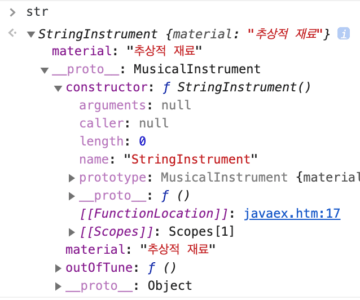 > str
<· ▼StringInstrument {material: "추상적 재료"} i
material: "추상적 재료"
▼__proto__: MusicalInstrument
▼constructor: ƒ StringInstrument()
arguments: null
caller: null
length: 0
name: "StringInstrument"
▶prototype: MusicalInstrument {material
▶__proto__: ƒ ()
[[FunctionLocation]]: javaex.htm:17
▶[[Scopes]]: Scopes[1]
material: "추상적 재료"
▶outOfTune: ƒ ()
▶__proto__: Object